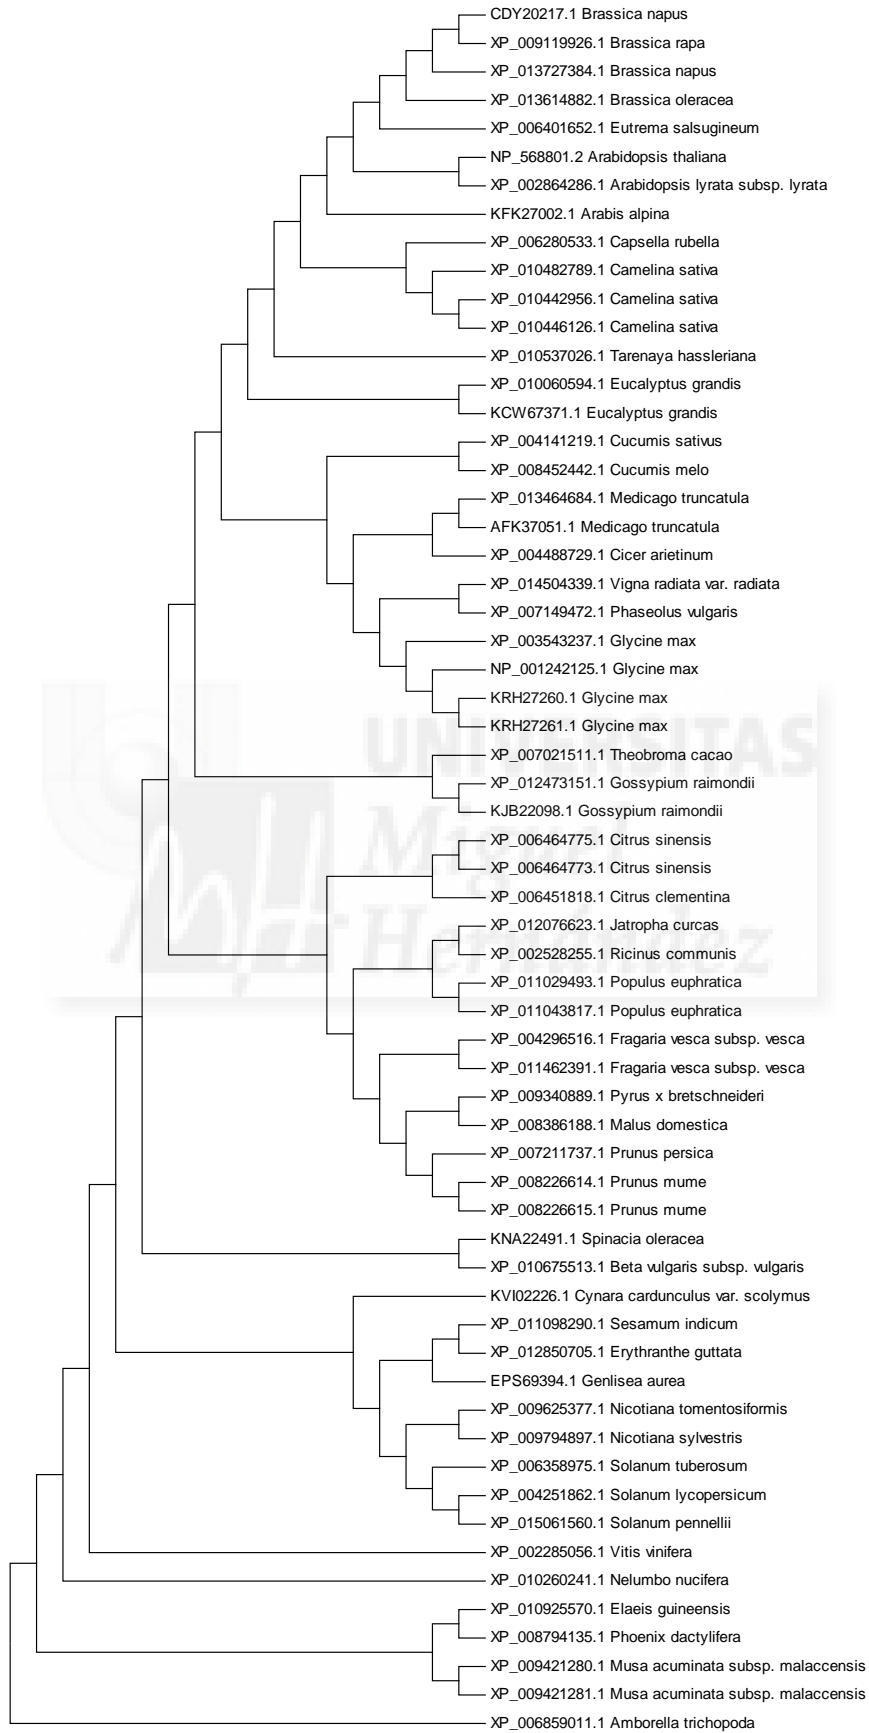 CDY20217.1 Brassica napus
XP_009119926.1 Brassica rapa
XP_013727384.1 Brassica napus
XP_013614882.1 Brassica oleracea
XP_006401652.1 Eutrema salsugineum
NP_568801.2 Arabidopsis thaliana
XP_002864286.1 Arabidopsis lyrata subsp. lyrata
KFK27002.1 Arabis alpina
XP_006280533.1 Capsella rubella
XP_010482789.1 Camelina sativa
XP_010442956.1 Camelina sativa
XP_010446126.1 Camelina sativa
XP_010537026.1 Tarenaya hassleriana
XP_010060594.1 Eucalyptus grandis
KCW67371.1 Eucalyptus grandis
XP_004141219.1 Cucumis sativus
XP_008452442.1 Cucumis melo
XP_013464684.1 Medicago truncatula
AFK37051.1 Medicago truncatula
XP_004488729.1 Cicer arietinum
XP_014504339.1 Vigna radiata var. radiata
XP_007149472.1 Phaseolus vulgaris
XP_003543237.1 Glycine max
NP_001242125.1 Glycine max
KRH27260.1 Glycine max
KRH27261.1 Glycine max
UNIVERSITAS
XP_007021511.1 Theobroma cacao
XP_012473151.1 Gossypium raimondii
KJB22098.1 Gossypium raimondii
Miguel
XP_006464775.1 Citrus sinensis
XP_006464773.1 Citrus sinensis
XP_006451818.1 Citrus clementina
XP_012076623.1 Jatropha curcas
Hernández
XP_002528255.1 Ricinus communis
XP_011029493.1 Populus euphratica
XP_011043817.1 Populus euphratica
XP_004296516.1 Fragaria vesca subsp. vesca
XP_011462391.1 Fragaria vesca subsp. vesca
XP_009340889.1 Pyrus x bretschneideri
XP_008386188.1 Malus domestica
XP_007211737.1 Prunus persica
XP_008226614.1 Prunus mume
XP_008226615.1 Prunus mume
KNA22491.1 Spinacia oleracea
XP_010675513.1 Beta vulgaris subsp. vulgaris
KVI02226.1 Cynara cardunculus var. scolymus
XP_011098290.1 Sesamum indicum
XP_012850705.1 Erythranthe guttata
EPS69394.1 Genlisea aurea
XP_009625377.1 Nicotiana tomentosiformis
XP_009794897.1 Nicotiana sylvestris
XP_006358975.1 Solanum tuberosum
XP_004251862.1 Solanum lycopersicum
XP_015061560.1 Solanum pennellii
XP_002285056.1 Vitis vinifera
XP_010260241.1 Nelumbo nucifera
XP_010925570.1 Elaeis guineensis
XP_008794135.1 Phoenix dactylifera
XP_009421280.1 Musa acuminata subsp. malaccensis
XP_009421281.1 Musa acuminata subsp. malaccensis
XP_006859011.1 Amborella trichopoda